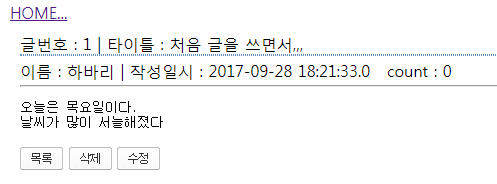 HOME...
글번호 : 1 | 타이틀 : 처음 글을 쓰면서,,,
이름 : 하바리 | 작성일시 : 2017-09-28 18:21:33.0 count : 0
오늘은 목요일이다.
날씨가 많이 서늘해졌다
목록 삭제 수정